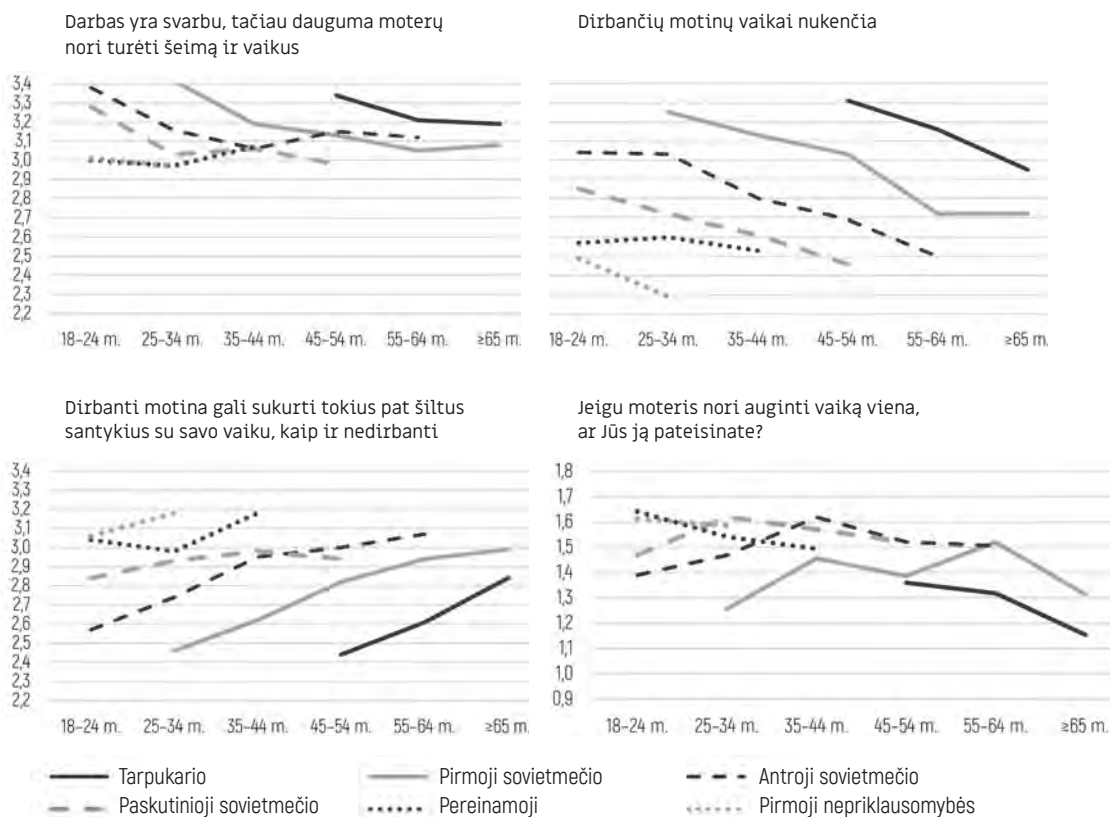 Darbas yra svarbu, tačiau dauguma moterų
nori turėti šeimą ir vaikus
3,4
3,3
3,2
3,1
3,0
2,9
2,8
2,7
2,6
2,5
2,4
2,3
2,2
18–24 m. 25–34 m. 35–44 m. 45–54 m. 55–64 m. ≥65 m.
Dirbančių motinų vaikai nukenčia
18–24 m. 25–34 m. 35–44 m. 45–54 m. 55–64 m. ≥65 m.
Dirbanti motina gali sukurti tokius pat šiltus
santykius su savo vaiku, kaip ir nedirbanti
3,4
3,3
3,2
3,1
3,0
2,9
2,8
2,7
2,6
2,5
2,4
2,3
2,2
18–24 m. 25–34 m. 35–44 m. 45–54 m. 55–64 m. ≥65 m.
Jeigu moteris nori auginti vaiką viena,
ar Jūs ją pateisinate?
1,8
1,7
1,6
1,5
1,4
1,3
1,2
1,1
1,0
0,9
18–24 m. 25–34 m. 35–44 m. 45–54 m. 55–64 m. ≥65 m.
Tarpukario Pirmoji sovietmečio Antroji sovietmečio
Paskutinioji sovietmečio Pereinamoji Pirmoji nepriklausomybės